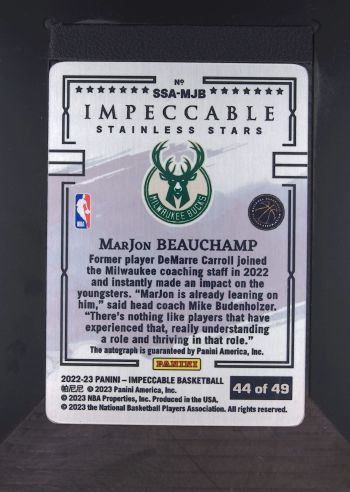 Nº
SSA-MJB
IMPECCABLE
STAINLESS STARS
MILWAUKEE BUCKS
NBA
MARJON BEAUCHAMP
Former player DeMarre Carroll joined
the Milwaukee coaching staff in 2022
and instantly made an impact on the
youngsters. “MarJon is already leaning on
him,” said head coach Mike Budenholzer.
“There's nothing like players that have
experienced that, really understanding
a role and thriving in that role.”
The autograph is guaranteed by Panini America, Inc.
PANINI
2022-23 PANINI – IMPECCABLE BASKETBALL
帕尼尼 © 2023 Panini America, Inc.
© 2023 NBA Properties, Inc. Produced in the USA.
© 2023 the National Basketball Players Association. All rights reserved.
44 of 49